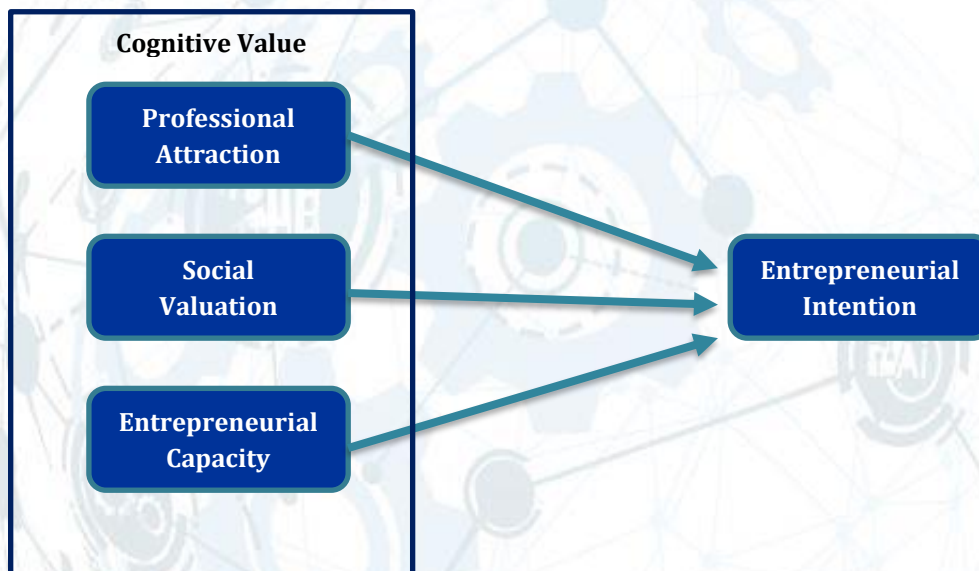 Cognitive Value
Professional
Attraction
Social
Valuation
Entrepreneurial
Capacity
Entrepreneurial
Intention